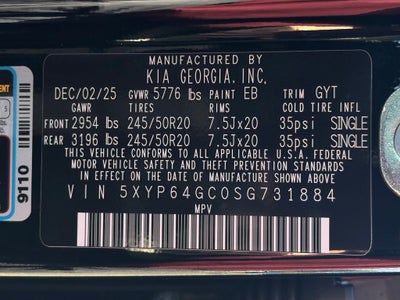 MANUFACTURED BY
KIA GEORGIA. INC.
DEC/02/25 GVWR 5776 lbs PAINT EB TRIM GYT
GAWR TIRES RIMS COLD TIRE INFL
FRONT 2954 lbs 245/50R20 7.5Jx20 35psi SINGLE
REAR 3196 lbs 245/50R20 7.5Jx20 35psi SINGLE
THIS VEHICLE CONFORMS TO ALL APPLICABLE U.S.A. FEDERAL
MOTOR VEHICLE SAFETY BUMPER AND THEFT PREVENTION STANDARDS
IN EFFECT ON THE DATE OF MANUFACTURE SHOWN ABOVE
VIN 5XYP64GC0SG731884
MPV
9110